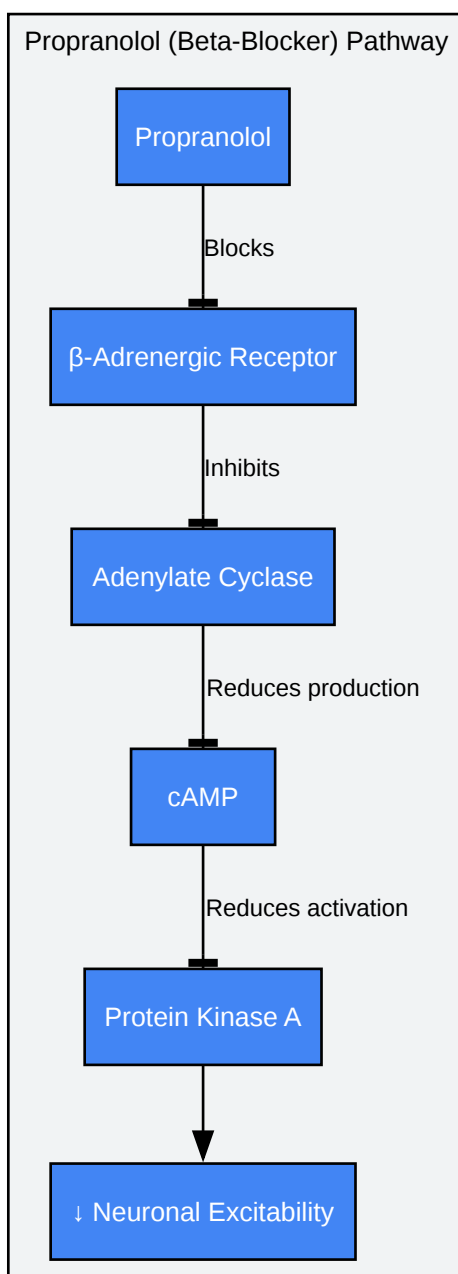 Propranolol (Beta-Blocker) Pathway
Propranolol
Blocks
β-Adrenergic Receptor
Inhibits
Adenylate Cyclase
Reduces production
cAMP
Reduces activation
Protein Kinase A
↓ Neuronal Excitability